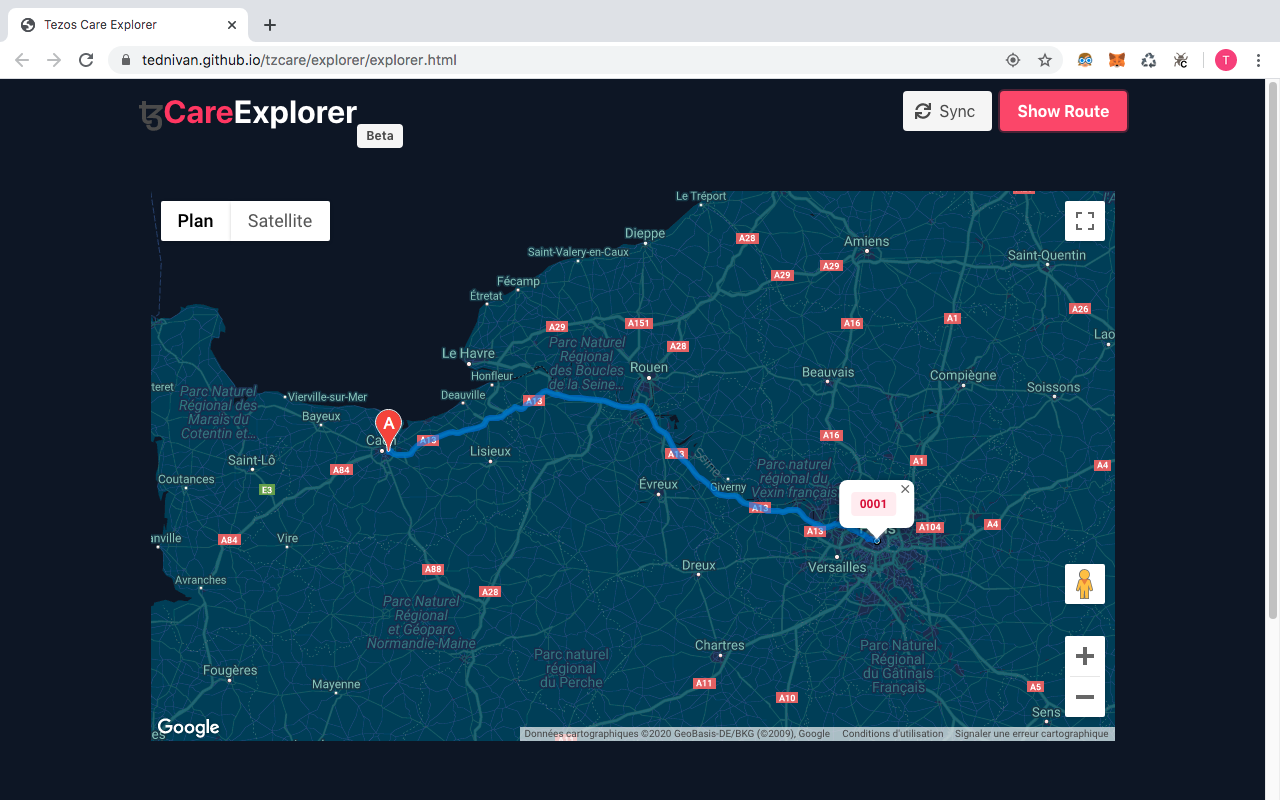 Tezos Care Explorer
tednivan.github.io/tzcare/explorer/explorer.html
T
CareExplorer
Beta
Sync
Show Route
Plan
Satellite
Le Tréport
Dieppe
A28
Amiens
Saint-Valery-en-Caux
Saint-Quentin
A29
A29
Fécamp
Étretat
A26
A1
A29
A151
A16
Lao
Parc Naturel
Régional
des Boucles
de la Seine...
A28
Le Havre
Rouen
Beauvais
Compiègne
Soissons
Honfleur
teret
Parc Naturel
Régional des
Marais du
Cotentin et...
Vierville-sur-Mer
Deauville
A13
Bayeux
A
A13
A16
Lisieux
A13
Seine
Saint-Lô
A84
A1
A4
Coutances
E3
Évreux
Giverny
Parc naturel
régional du
Vexin français
0001
A13
A13
A104
A4
anville
A84
Vire
Versailles
Dreux
A88
Avranches
A28
Parc Naturel
Régional
et Géoparc
Normandie-Maine
Chartres
Parc Naturel
Régional
du Gâtinais
Français
Parc naturel
régional
du Perche
Fougères
Mayenne
A11
A10
A5
Sens
es
Google
Données cartographiques ©2020 GeoBasis-DE/BKG (©2009), Google
Conditions d'utilisation
Signaler une erreur cartographique